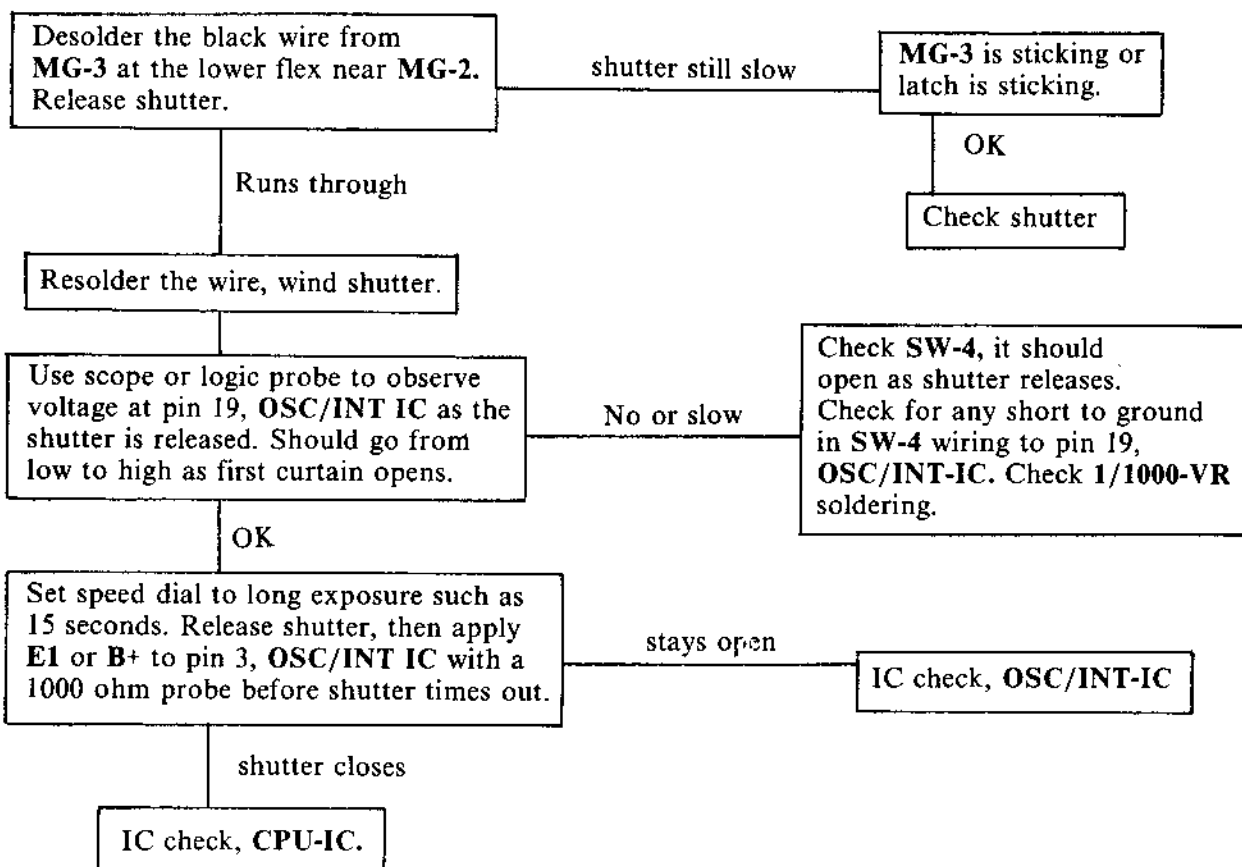 Desolder the black wire from
MG-3 at the lower flex near MG-2.
Release shutter.
shutter still slow
MG-3 is sticking or
latch is sticking.
OK
Check shutter
Runs through
Resolder the wire, wind shutter.
Use scope or logic probe to observe
voltage at pin 19, OSC/INT IC as the
shutter is released. Should go from
low to high as first curtain opens.
No or slow
Check SW-4, it should
open as shutter releases.
Check for any short to ground
in SW-4 wiring to pin 19,
OSC/INT-IC. Check 1/1000-VR
soldering.
OK
Set speed dial to long exposure such as
15 seconds. Release shutter, then apply
E1 or B+ to pin 3, OSC/INT IC with a
1000 ohm probe before shutter times out.
stays open
IC check, OSC/INT-IC
shutter closes
IC check, CPU-IC.